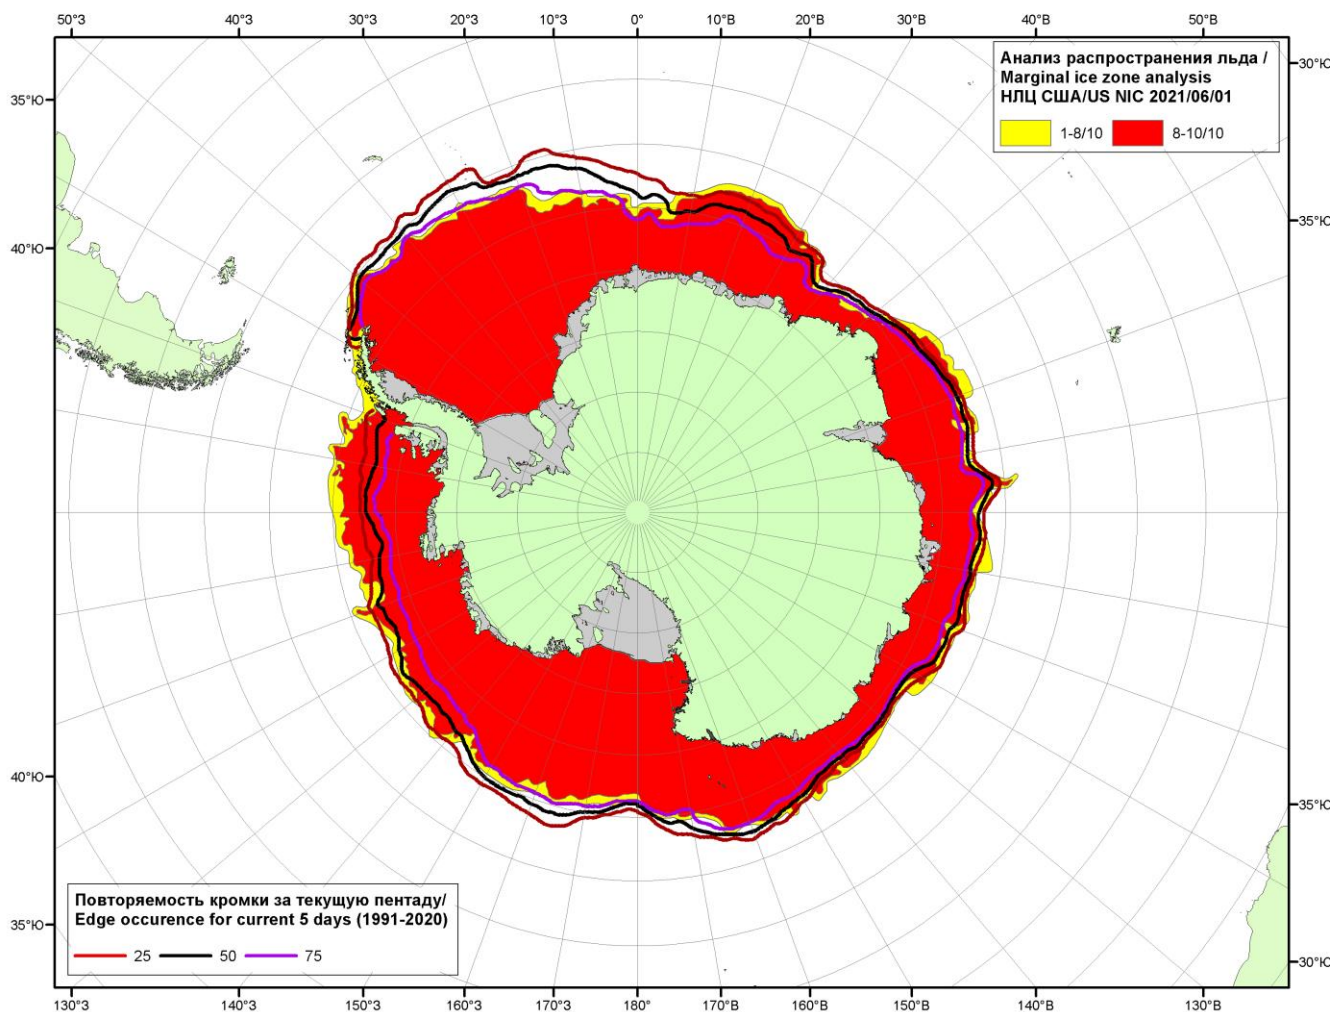 50°З 40°З 30°З 20°З 10°З 0° 10°В 20°В 30°В 40°В 50°В
Анализ распространения льда /
Marginal ice zone analysis
НЛЦ США/US NIC 2021/06/01
1-8/10 8-10/10
30°Ю
35°Ю
35°Ю
40°Ю
40°Ю
35°Ю
35°Ю
30°Ю
Повторяемость кромки за текущую пентаду/
Edge occurence for current 5 days (1991-2020)
25 50 75
130°З 140°З 150°З 160°З 170°З 180° 170°В 160°В 150°В 140°В 130°В